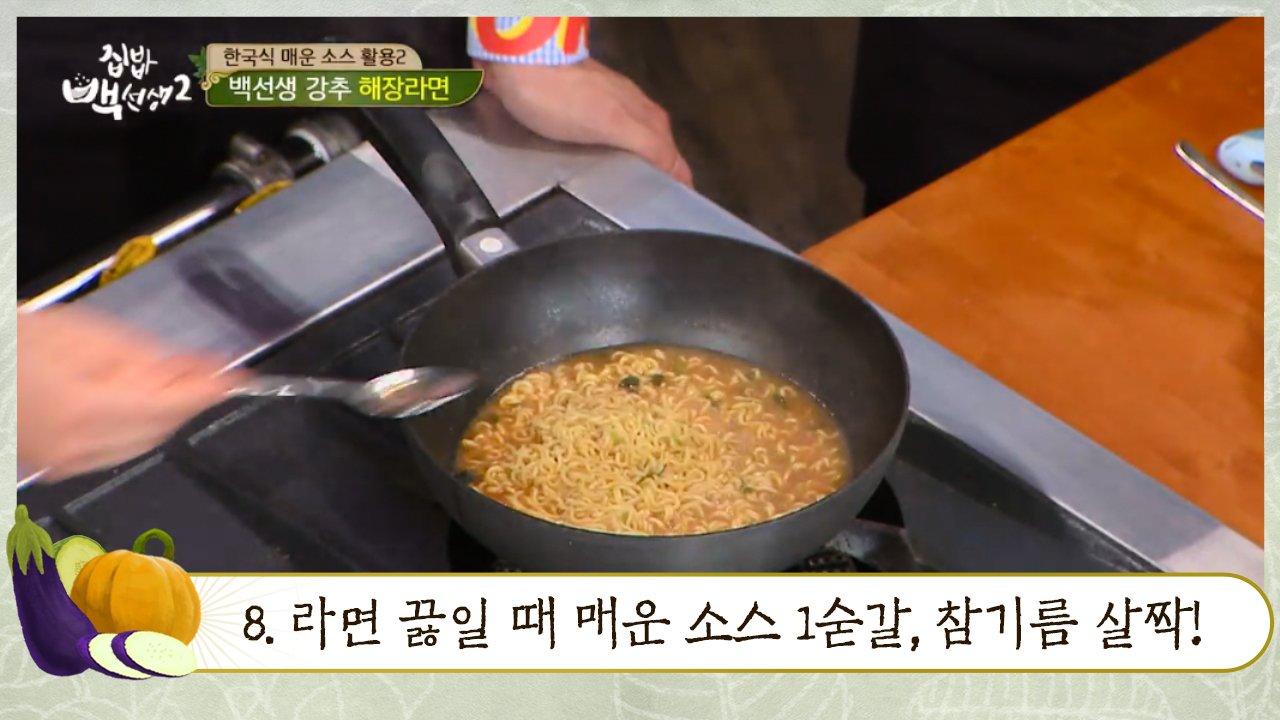 집밥
백선생2
한국식 매운 소스 활용2
백선생 강추 해장라면
8. 라면 끓일 때 매운 소스 1숟갈, 참기름 살짝!